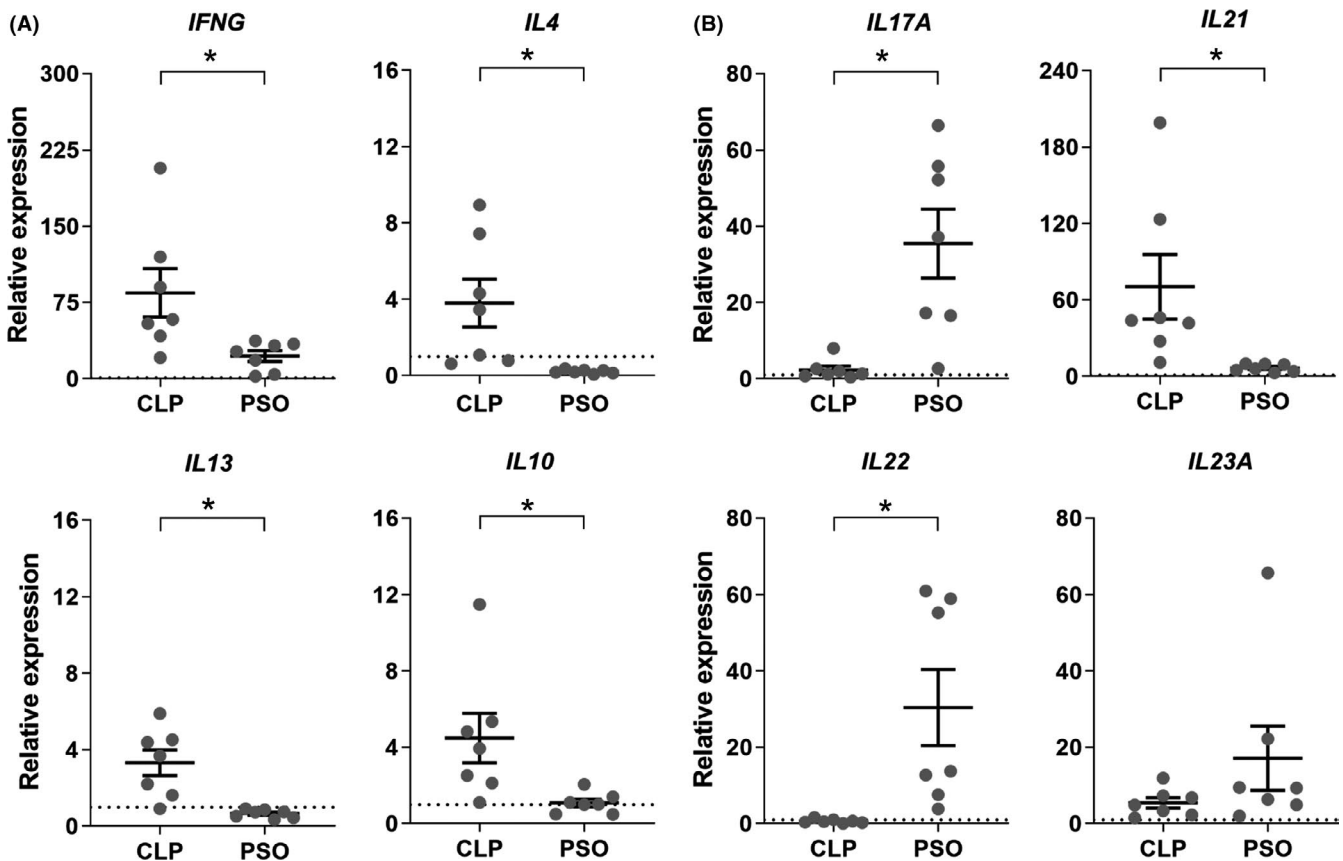 (A)
IFNG
*
Relative expression
300
225
150
75
0
CLP PSO
IL4
*
16
12
8
4
0
CLP PSO
(B)
IL17A
*
Relative expression
80
60
40
20
0
CLP PSO
IL21
*
240
180
120
60
0
CLP PSO
IL13
*
Relative expression
16
12
8
4
0
CLP PSO
IL10
*
16
12
8
4
0
CLP PSO
IL22
*
Relative expression
80
60
40
20
0
CLP PSO
IL23A
80
60
40
20
0
CLP PSO